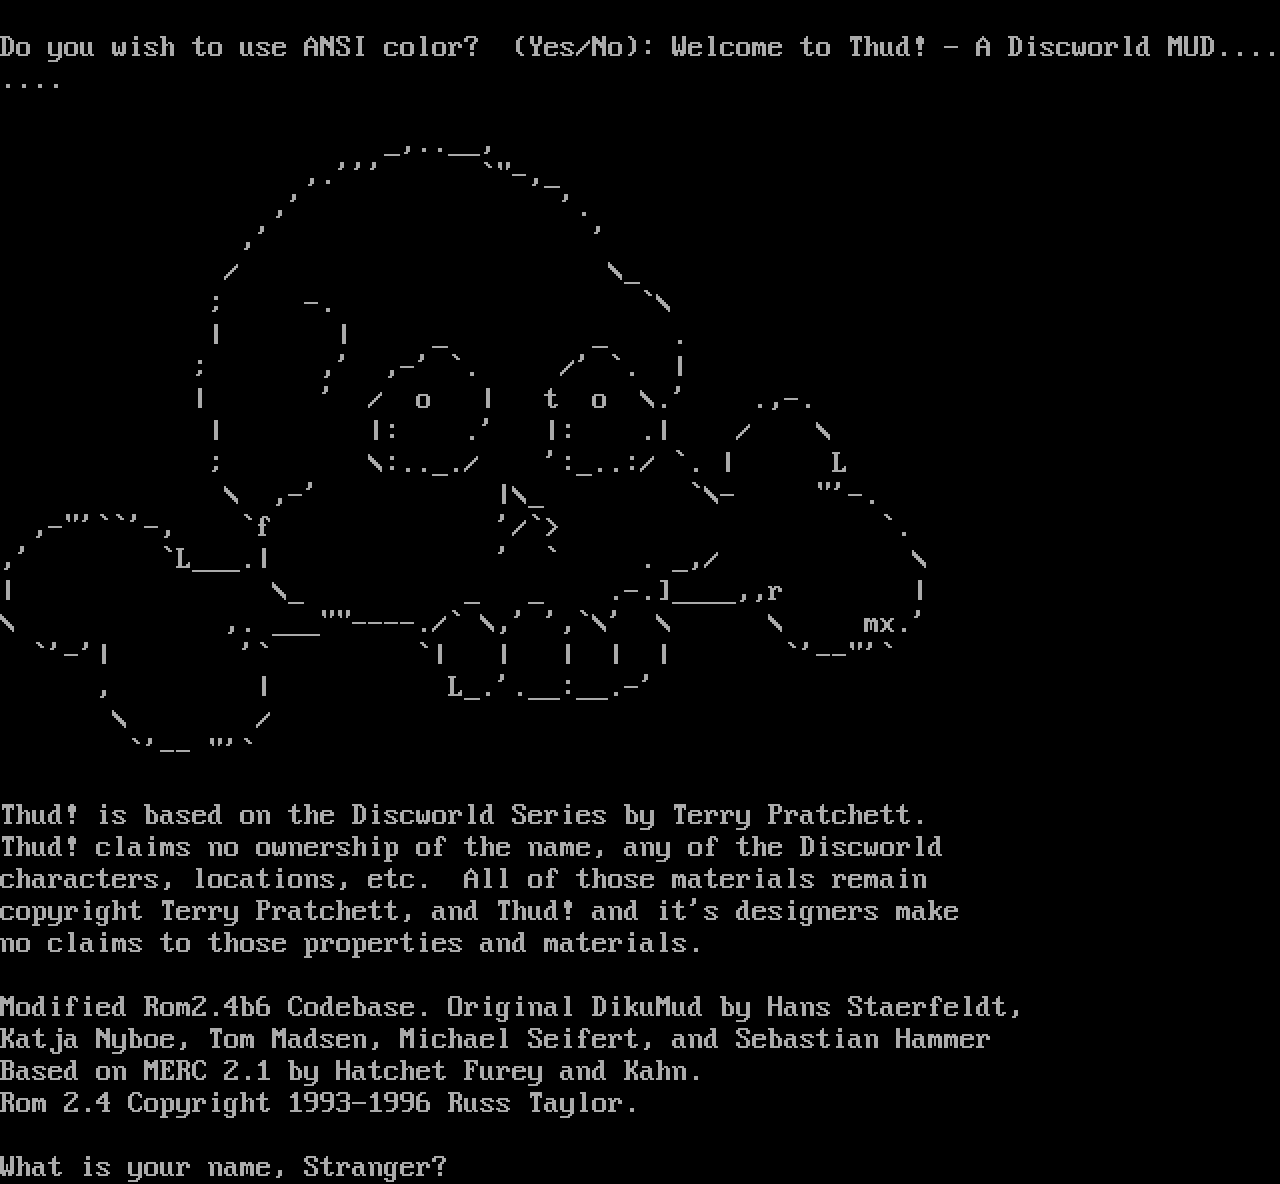 Do you wish to use ANSI color?  (Yes/No): Welcome to Thud! - A Discworld MUD....
....
mx
Thud! is based on the Discworld Series by Terry Pratchett.
Thud! claims no ownership of the name, any of the Discworld
characters, locations, etc.  All of those materials remain
copyright Terry Pratchett, and Thud! and it's designers make
no claims to those properties and materials.
Modified Rom2.4b6 Codebase. Original DikuMud by Hans Staerfeldt,
Katja Nyboe, Tom Madsen, Michael Seifert, and Sebastian Hammer
Based on MERC 2.1 by Hatchet Furey and Kahn.
Rom 2.4 Copyright 1993-1996 Russ Taylor.
What is your name, Stranger?